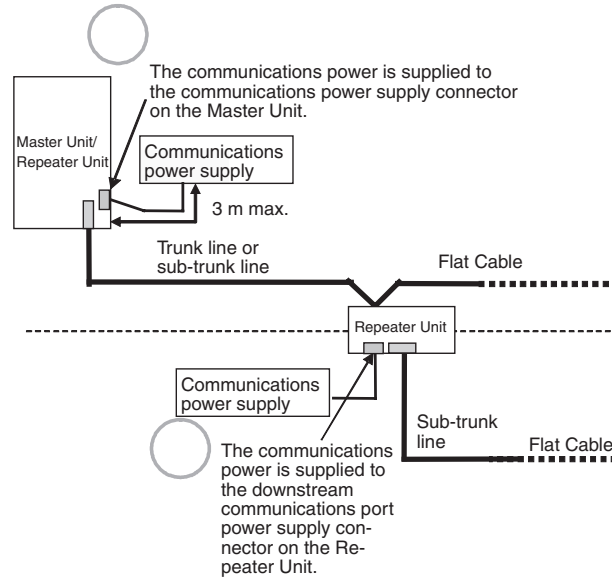 The communications power is supplied to
the communications power supply connector
on the Master Unit.
Master Unit/
Repeater Unit
Communications
power supply
3 m max.
Trunk line or
sub-trunk line
Flat Cable
Repeater Unit
Communications
power supply
Sub-trunk
line
Flat Cable
The communications
power is supplied to
the downstream
communications port
power supply con-
nector on the Re-
peater Unit.